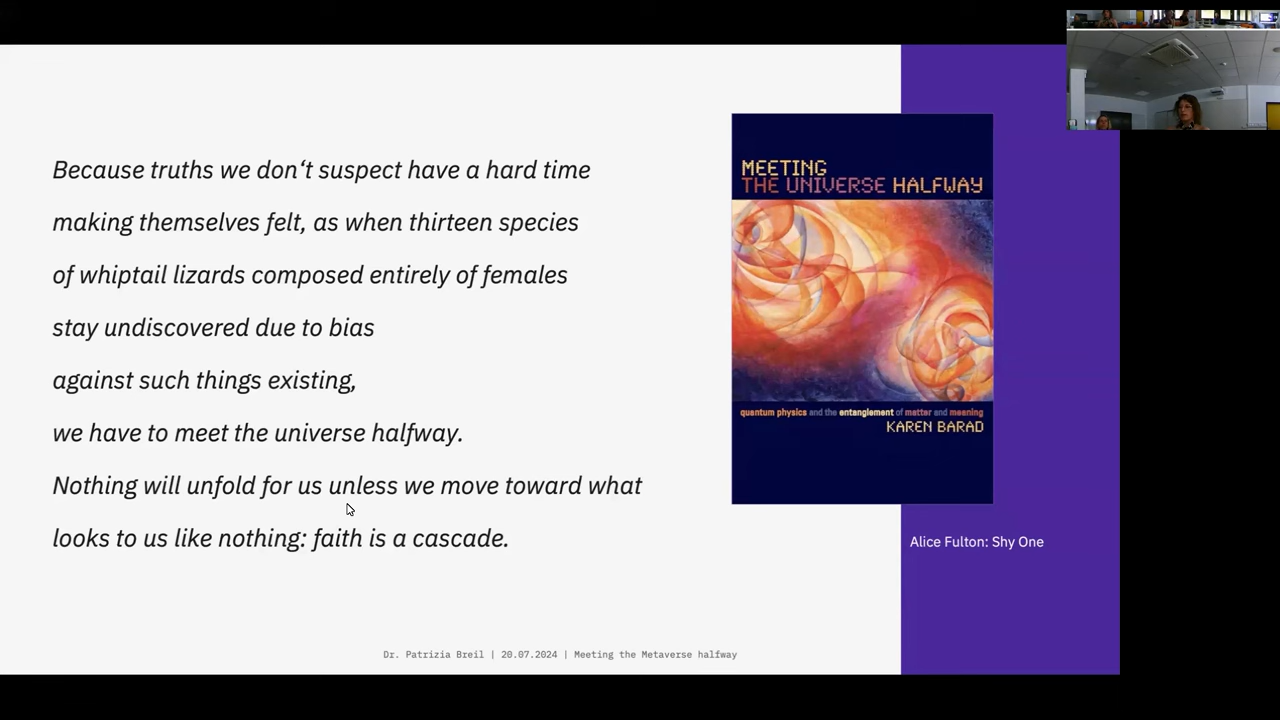 Because truths we don‘t suspect have a hard time
making themselves felt, as when thirteen species
of whiptail lizards composed entirely of females
stay undiscovered due to bias
against such things existing,
we have to meet the universe halfway.
Nothing will unfold for us unless we move toward what
looks to us like nothing: faith is a cascade.
MEETING
THE UNIVERSE HALFWAY
quantum physics and the entanglement of matter and meaning
KAREN BARAD
Alice Fulton: Shy One
Dr. Patrizia Breil | 20.07.2024 | Meeting the Metaverse halfway